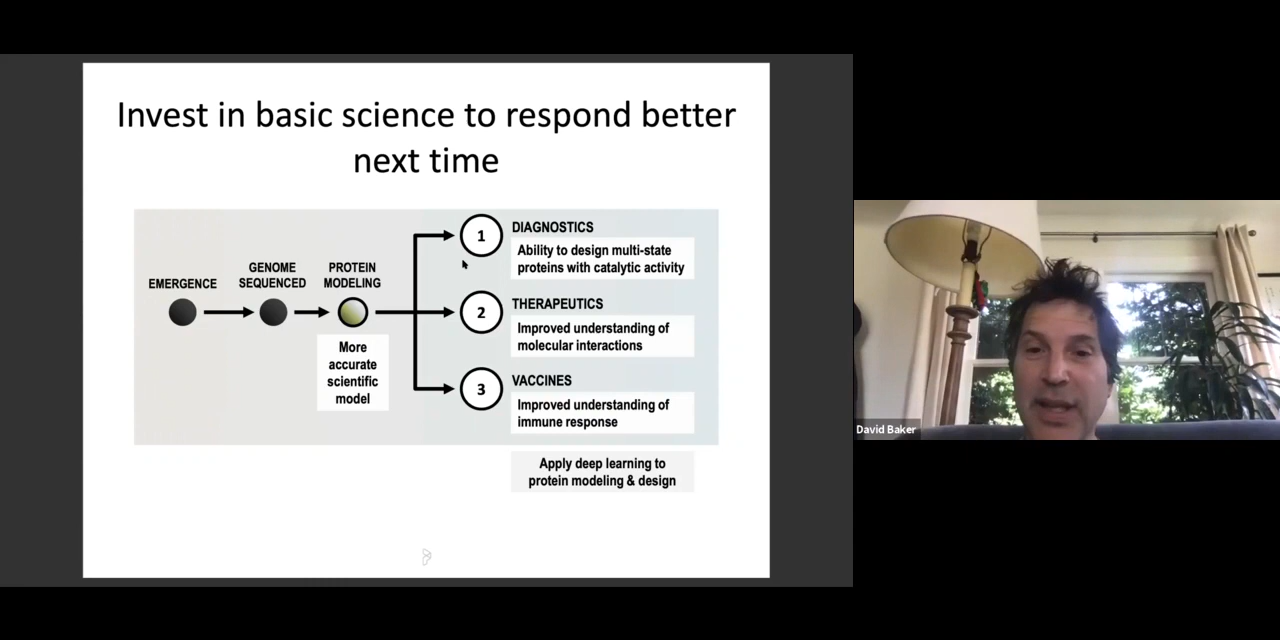 Invest in basic science to respond better
next time
EMERGENCE
GENOME
SEQUENCED
PROTEIN
MODELING
More
accurate
scientific
model
1
DIAGNOSTICS
Ability to design multi-state
proteins with catalytic activity
2
THERAPEUTICS
Improved understanding of
molecular interactions
3
VACCINES
Improved understanding of
immune response
Apply deep learning to
protein modeling & design
David Baker